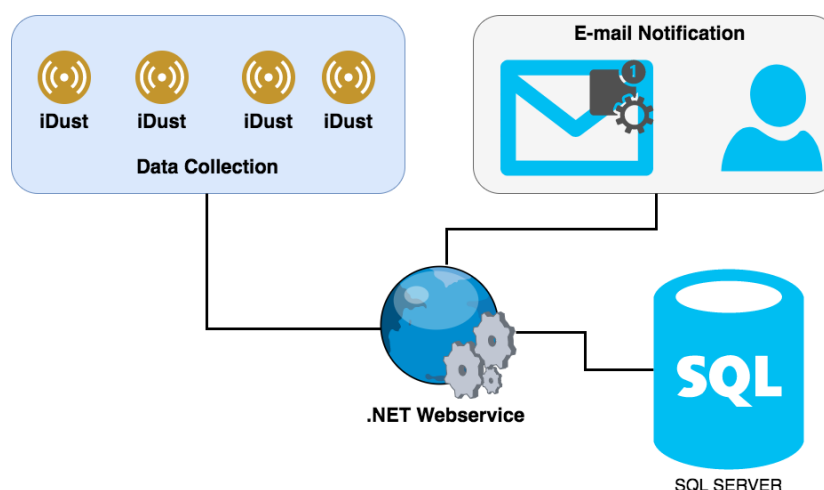 E-mail Notification
1
iDust
iDust
iDust
iDust
Data Collection
SQL
.NET Webservice
SQL SERVER